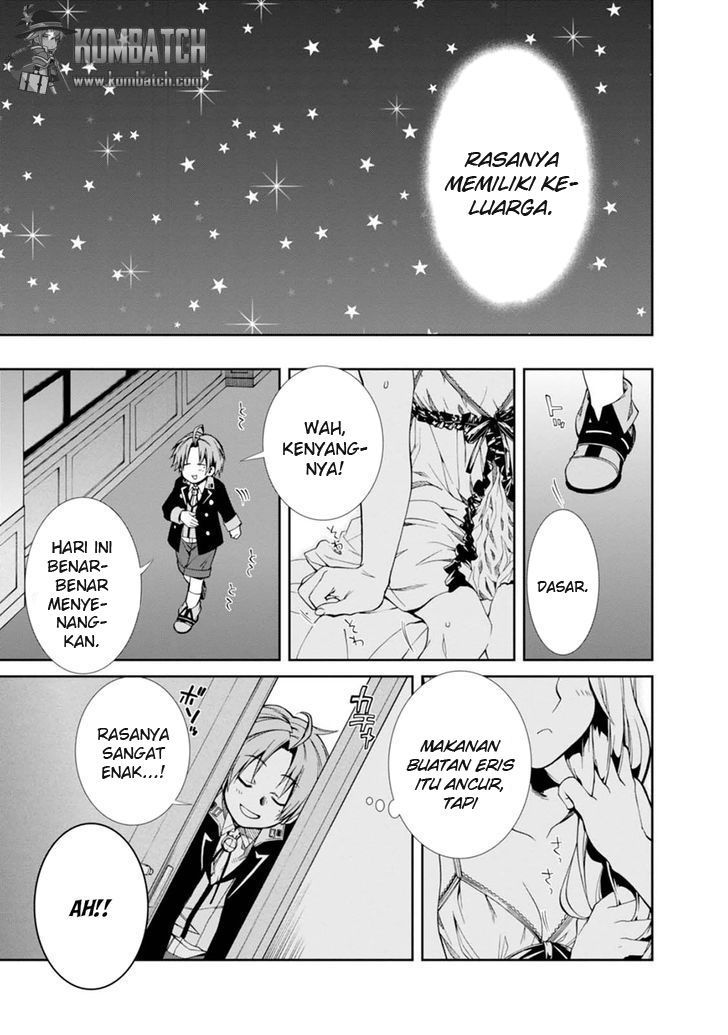 KOMBATCH
www.kombatch.com
RASANYA
MEMILIKI KE-
LUARGA.
DASAR.
WAH,
KENYANG-
NYA!
HARI INI
BENAR-
BENAR
MENYE-
NANG-
KAN.
MAKANAN
BUATAN ERIS
ITU ANCUR,
TAPI
RASANYA
SANGAT
ENAK...!
AH!!